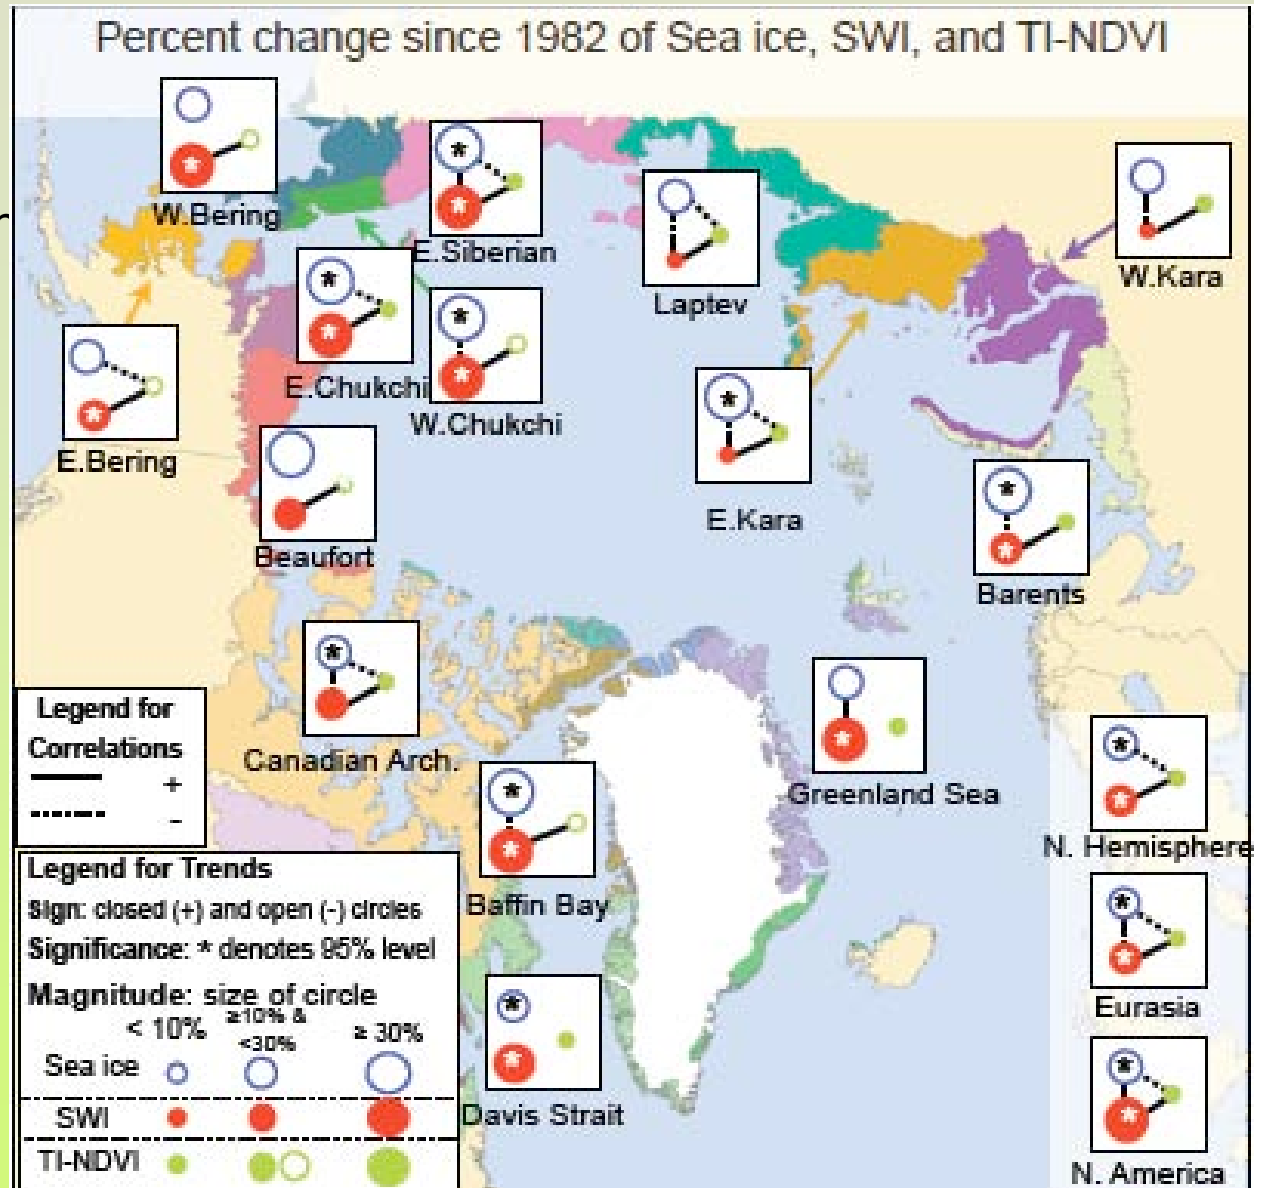 Percent change since 1982 of Sea ice, SWI, and TI-NDVI
*
W.Bering
* *
E.Siberian
Laptev
W.Kara
* *
E.Chukchi
* *
W.Chukchi
*
E.Bering
Beaufort
*
E.Kara
* *
Barents
*
Canadian Arch.
*
Greenland Sea
* *
Baffin Bay
* *
Davis Strait
* *
N. Hemisphere
* *
Eurasia
* *
N. America
Legend for
Correlations
+
-
Legend for Trends
Sign: closed (+) and open (-) circles
Significance: * denotes 95% level
Magnitude: size of circle
< 10% ≥10% & <30% ≥ 30%
Sea ice
SWI
TI-NDVI